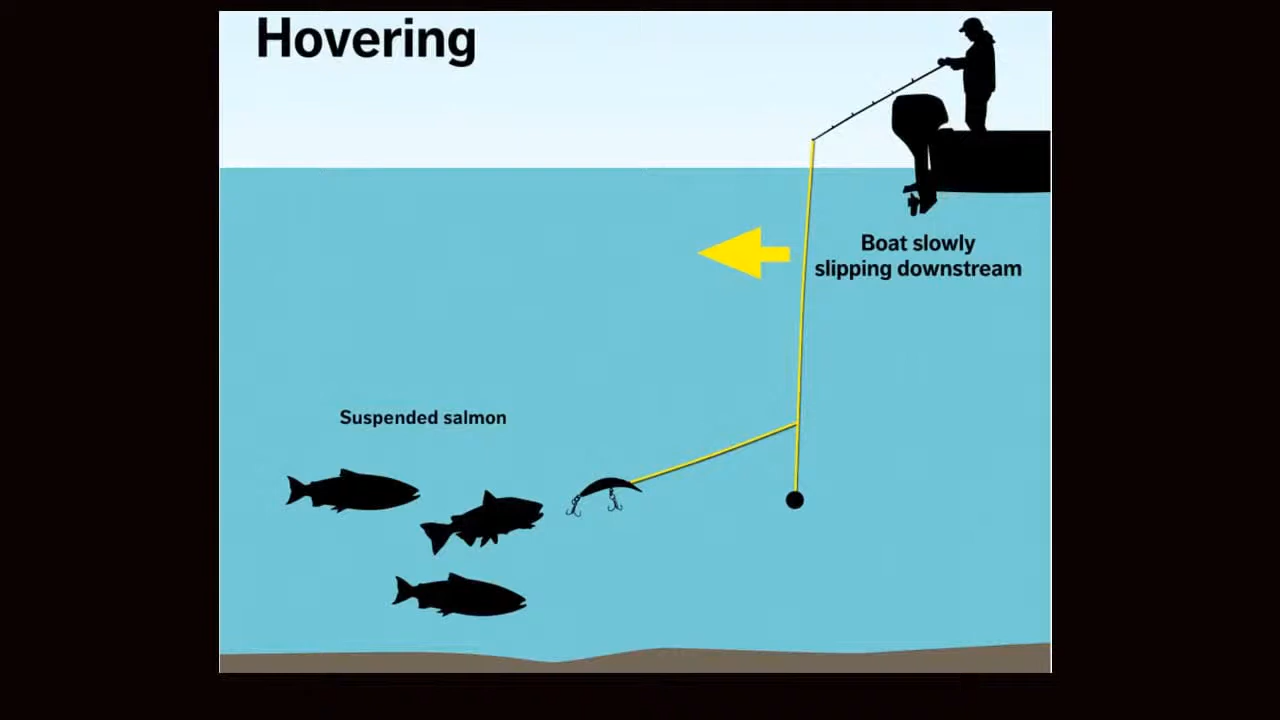 Hovering
Boat slowly
slipping downstream
Suspended salmon